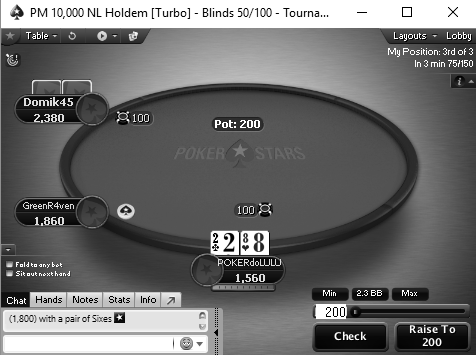 PM 10,000 NL Holdem [Turbo] - Blinds 50/100 - Tourna...
Table
Layouts
Lobby
My Position: 3rd of 3
In 3 min 75/150
i
Domik45
2,380
100
Pot: 200
POKER STARS
GreenR4ven
1,860
100
2 2 8 8
POKERdoLULU
1,560
Fold to any bet
Sit out next hand
Chat Hands Notes Stats Info
(1,800) with a pair of Sixes
Min 2.3 BB Max
200
Check
Raise To
200